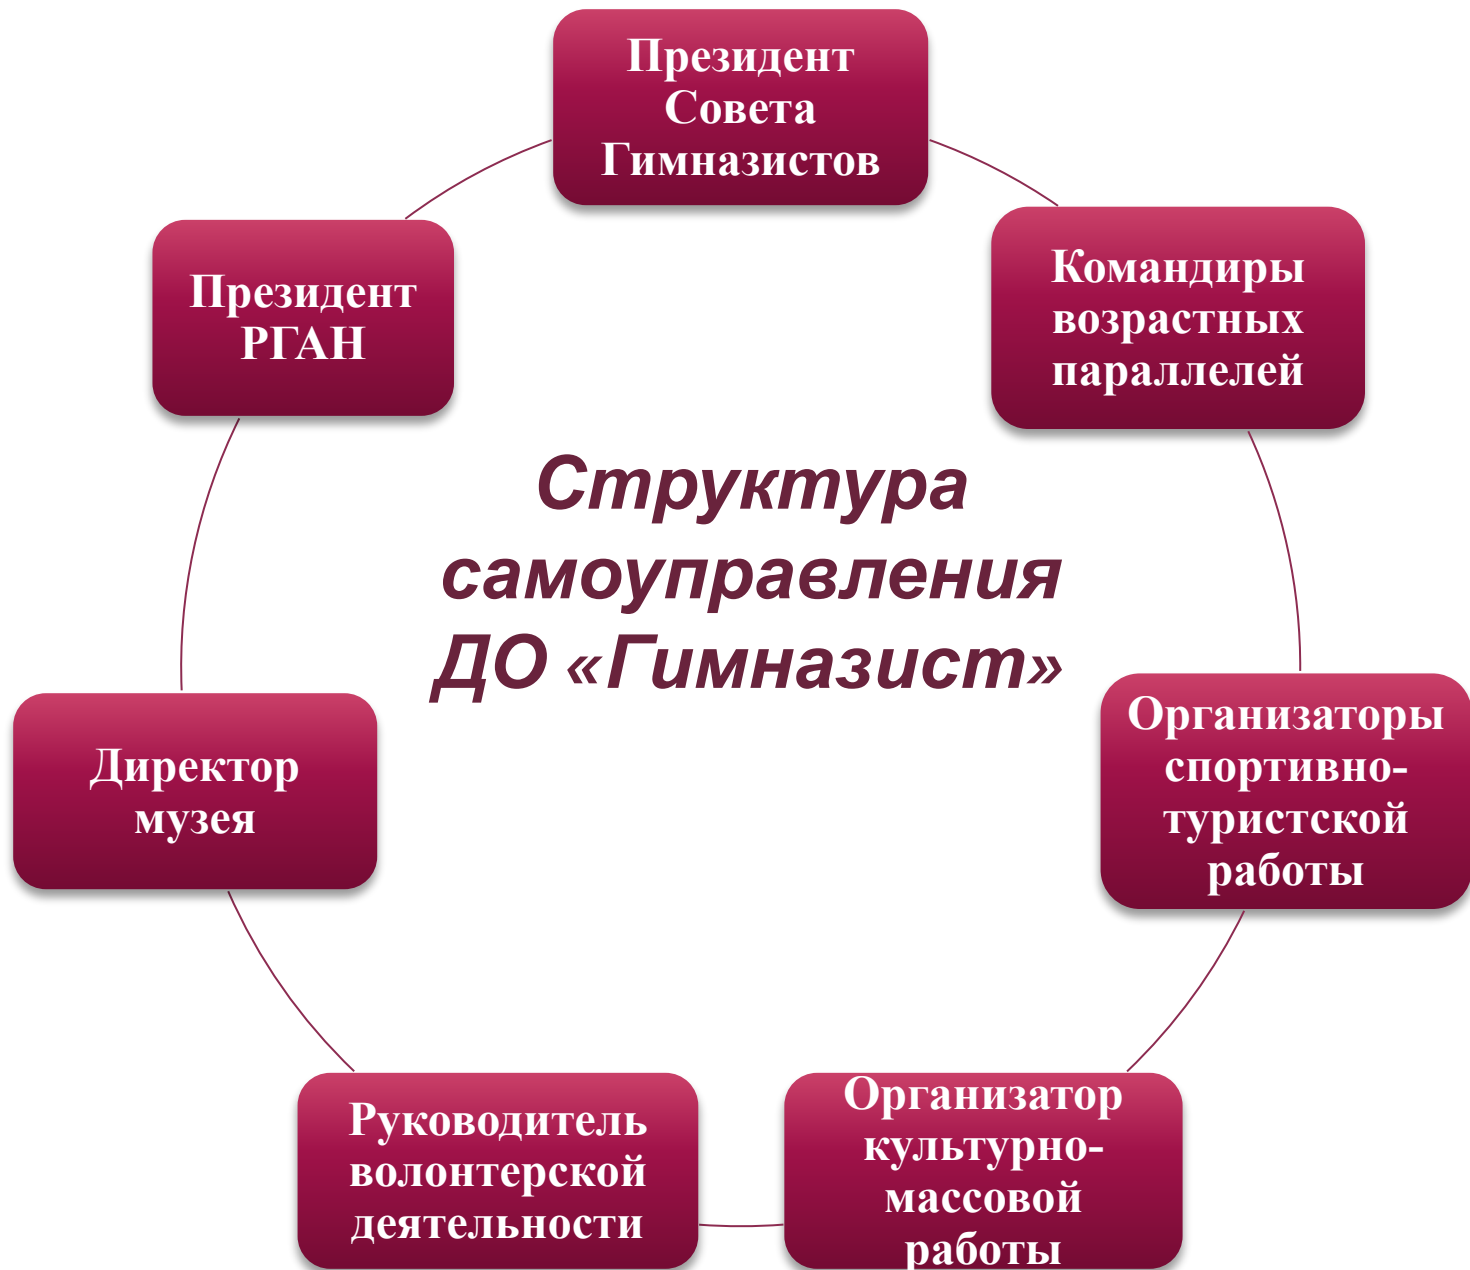 Президент
Совета
Гимназистов
Командиры
возрастных
параллелей
Организаторы
спортивно-
туристской
работы
Организатор
культурно-
массовой
работы
Руководитель
волонтерской
деятельности
Директор
музея
Президент
РГАН
Структура
самоуправления
ДО «Гимназист»